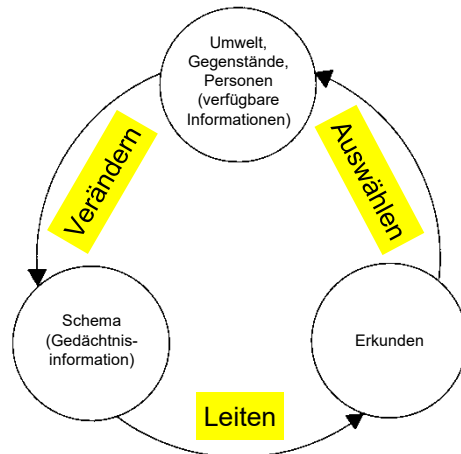 Umwelt,
Gegenstände,
Personen
(verfügbare
Informationen)
Verändern
Auswählen
Schema
(Gedächtnis-
information)
Erkunden
Leiten